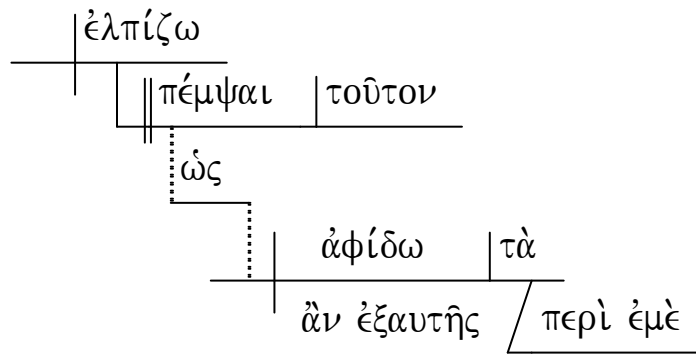 ἐλπίζω
πέμψαι τοῦτον
ὡς
ἀφίδω τὰ
ἂν ἐξαυτῆς περὶ ἐμὲ